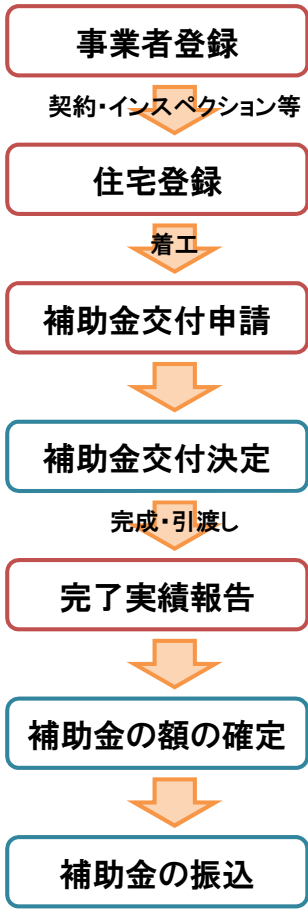 事業者登録
契約・インスペクション等
住宅登録
着工
補助金交付申請
補助金交付決定
完成・引渡し
完了実績報告
補助金の額の確定
補助金の振込